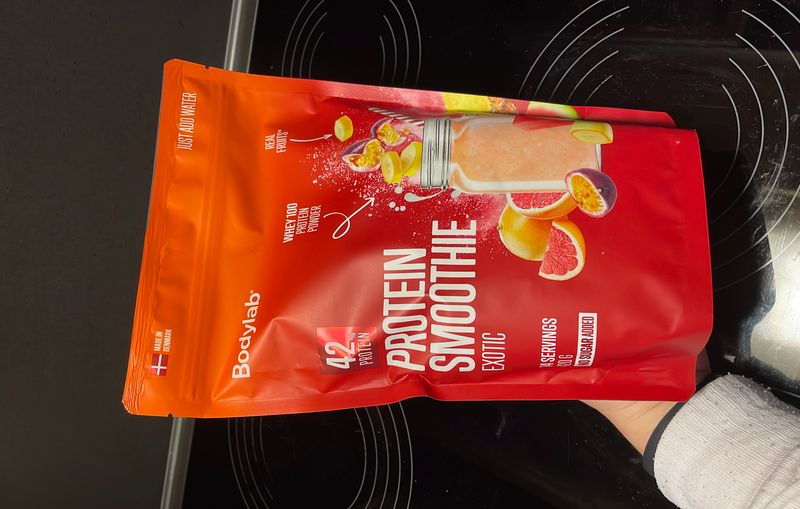 JUST ADD WATER
MADE IN
DENMARK
Bodylab®
REAL
FRUITS*
WHEY 100
PROTEIN
POWDER
42%
PROTEIN
PROTEIN
SMOOTHIE
EXOTIC
SERVINGS
SUGAR ADDED